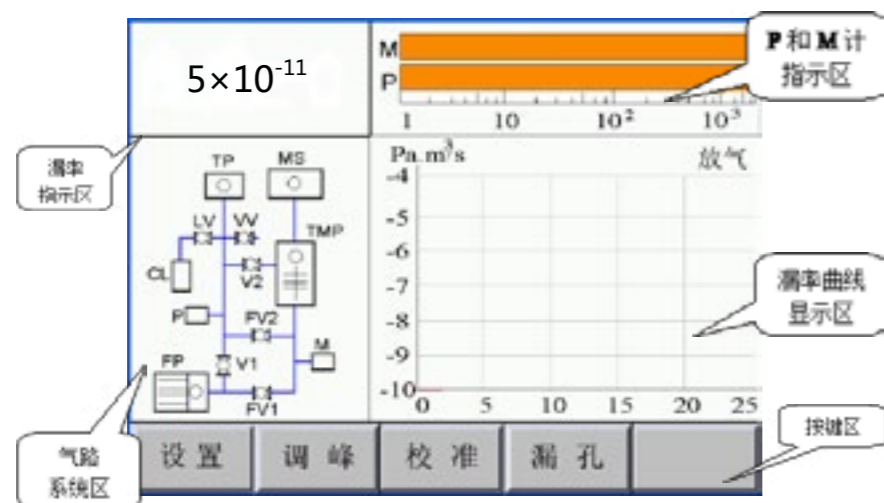 5×10⁻¹¹
M
P
1 10 10² 10³
P 和 M 计
指示区
漏率
指示区
TP MS
LV VV TMP
CL V2
P FV2
M
FP V1
FV1
Pa.m³s 放气
-4
-5
-6
-7
-8
-9
-10
0 5 10 15 20 25
漏率曲线
显示区
气路
系统区
设置 调峰 校准 漏孔
按键区